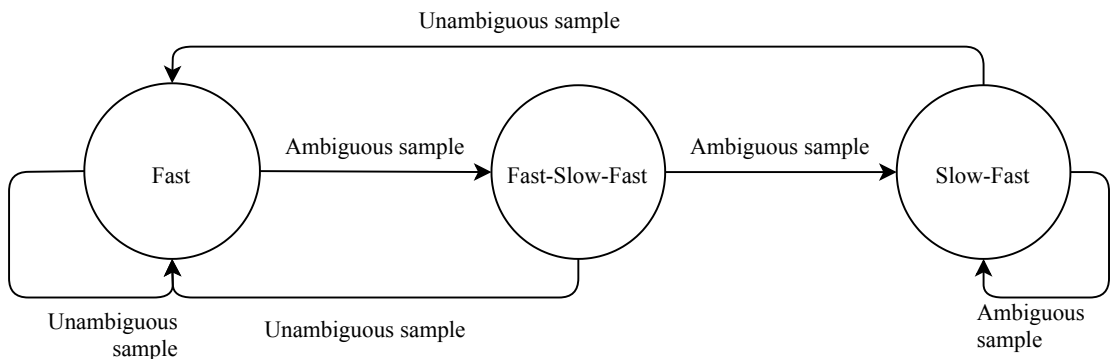 Unambiguous sample
Ambiguous sample
Ambiguous sample
Fast
Fast-Slow-Fast
Slow-Fast
Unambiguous
sample
Unambiguous sample
Ambiguous
sample